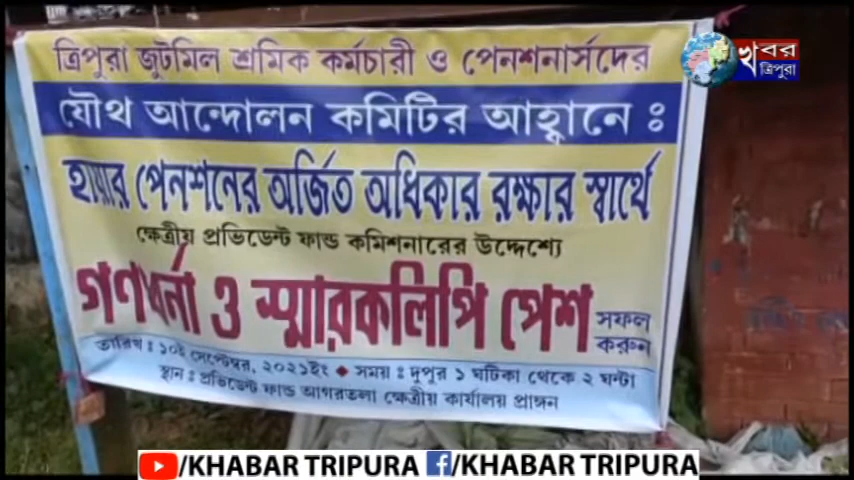 ত্রিপুরা জুটমিল শ্রমিক কর্মচারী ও পেনশনার্সদের
খবর
ত্রিপুরা
যৌথ আন্দোলন কমিটির আহ্বানে ঃ
হায়ার পেনশনের অর্জিত অধিকার রক্ষার স্বার্থে
ক্ষেত্রীয় প্রভিডেন্ট ফান্ড কমিশনারের উদ্দেশ্যে
গণধর্না ও স্মারকলিপি পেশ সফল করুন
তারিখ ঃ ১০ই সেপ্টেম্বর, ২০২১ইং ◆ সময় ঃ দুপুর ১ ঘটিকা থেকে ২ ঘন্টা
স্থান ঃ প্রভিডেন্ট ফান্ড আগরতলা ক্ষেত্রীয় কার্যালয় প্রাঙ্গন
/KHABAR TRIPURA f/KHABAR TRIPURA